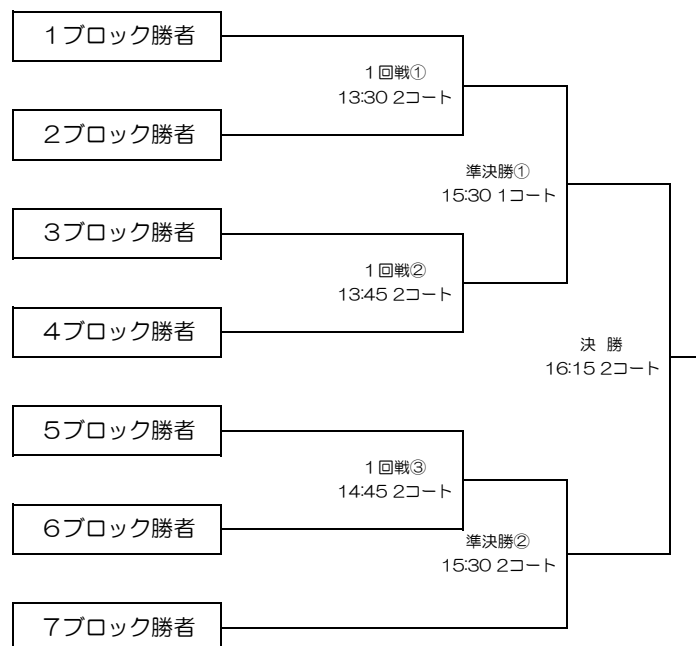 1ブロック勝者
1回戦①
13:30 2コート
2ブロック勝者
準決勝①
15:30 1コート
3ブロック勝者
1回戦②
13:45 2コート
4ブロック勝者
決 勝
16:15 2コート
5ブロック勝者
1回戦③
14:45 2コート
6ブロック勝者
準決勝②
15:30 2コート
7ブロック勝者